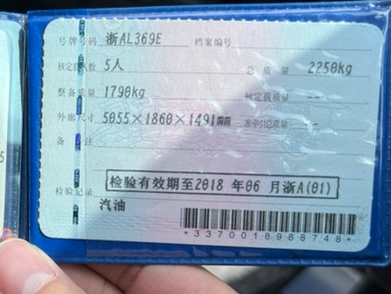 号牌号码 浙AL369E 档案编号
核定载人数 5人 总质量 2250kg
整备质量 1790kg 核定载质量 --
外廓尺寸 5055×1860×1491mm 准牵引总质量 --
备注
检验记录 检验有效期至2018年06月浙A(01)
汽油
*3370018988748*